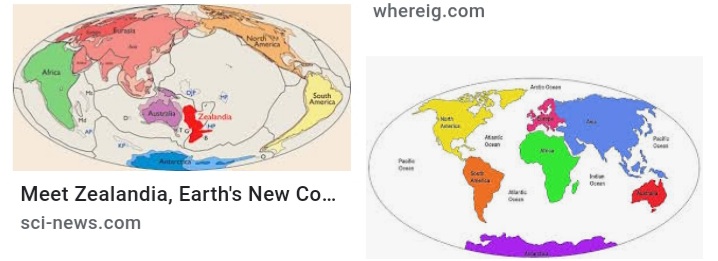 Eurasia
Africa
North
America
South
America
Australia
Zealandia
Antarctica
Meet Zealandia, Earth's New Co...
sci-news.com
whereig.com
Arctic Ocean
North
America
Europe
Asia
Atlantic
Ocean
Pacific
Ocean
Africa
Pacific
Ocean
South
America
Indian
Ocean
Atlantic
Ocean
Australia